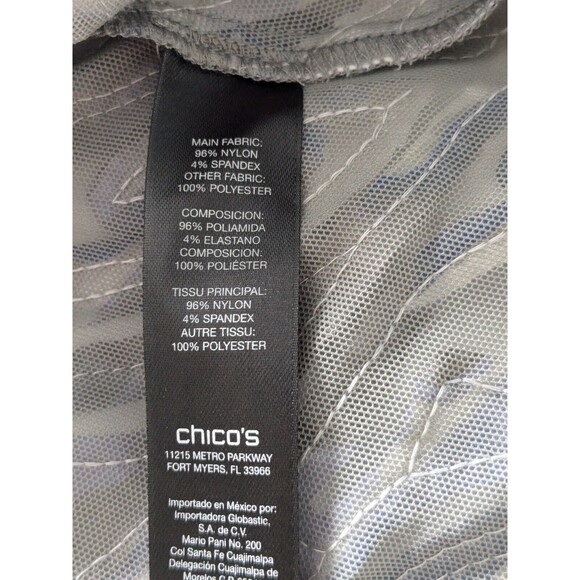 MAIN FABRIC:
96% NYLON
4% SPANDEX
OTHER FABRIC:
100% POLYESTER
COMPOSICION:
96% POLIAMIDA
4% ELASTANO
COMPOSICION:
100% POLIÉSTER
TISSU PRINCIPAL:
96% NYLON
4% SPANDEX
AUTRE TISSU:
100% POLYESTER
chico's
11215 METRO PARKWAY
FORT MYERS, FL 33966
Importado en México por:
Importadora Globastic,
S.A. de C.V.
Mario Pani No. 200
Col Santa Fe Cuajimalpa
Delegación Cuajimalpa de
Morelos C.P.